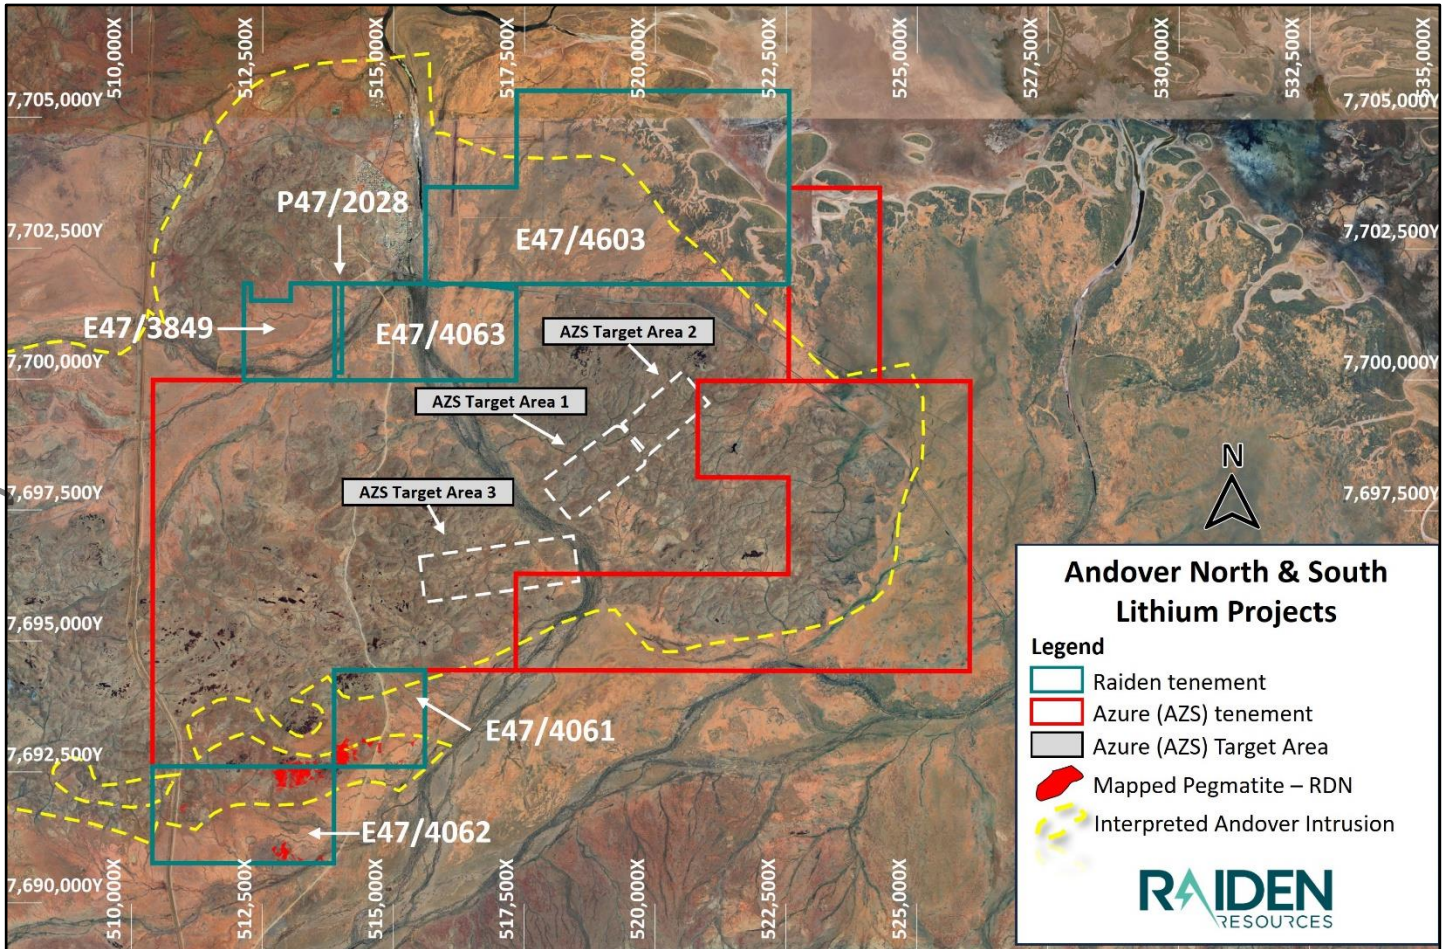 510,000X
512,500X
515,000X
517,500X
520,000X
522,500X
525,000X
527,500X
530,000X
532,500X
535,000X
7,705,000Y
7,705,000Y
P47/2028
7,702,500Y
E47/4603
7,702,500Y
E47/3849
E47/4063
AZS Target Area 2
7,700,000Y
7,700,000Y
AZS Target Area 1
N
7,697,500Y
AZS Target Area 3
7,697,500Y
Andover North & South
Lithium Projects
7,695,000Y
Legend
Raiden tenement
Azure (AZS) tenement
Azure (AZS) Target Area
Mapped Pegmatite – RDN
Interpreted Andover Intrusion
E47/4061
7,692,500Y
E47/4062
7,690,000Y
510,000X
512,500X
515,000X
517,500X
520,000X
522,500X
525,000X
RAIDEN
RESOURCES